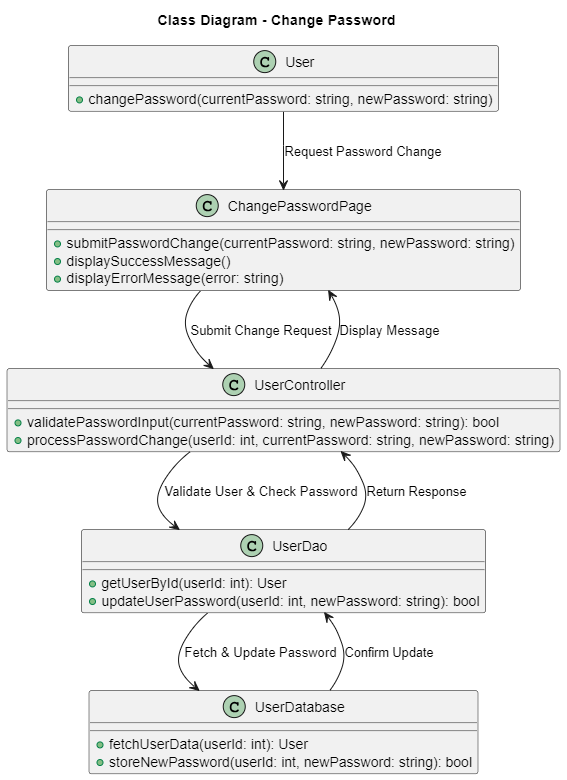 Class Diagram - Change Password
C User
changePassword(currentPassword: string, newPassword: string)
Request Password Change
C ChangePasswordPage
submitPasswordChange(currentPassword: string, newPassword: string)
displaySuccessMessage()
displayErrorMessage(error: string)
Submit Change Request Display Message
C UserController
validatePasswordInput(currentPassword: string, newPassword: string): bool
processPasswordChange(userId: int, currentPassword: string, newPassword: string)
Validate User & Check Password Return Response
C UserDao
getUserById(userId: int): User
updateUserPassword(userId: int, newPassword: string): bool
Fetch & Update Password Confirm Update
C UserDatabase
fetchUserData(userId: int): User
storeNewPassword(userId: int, newPassword: string): bool